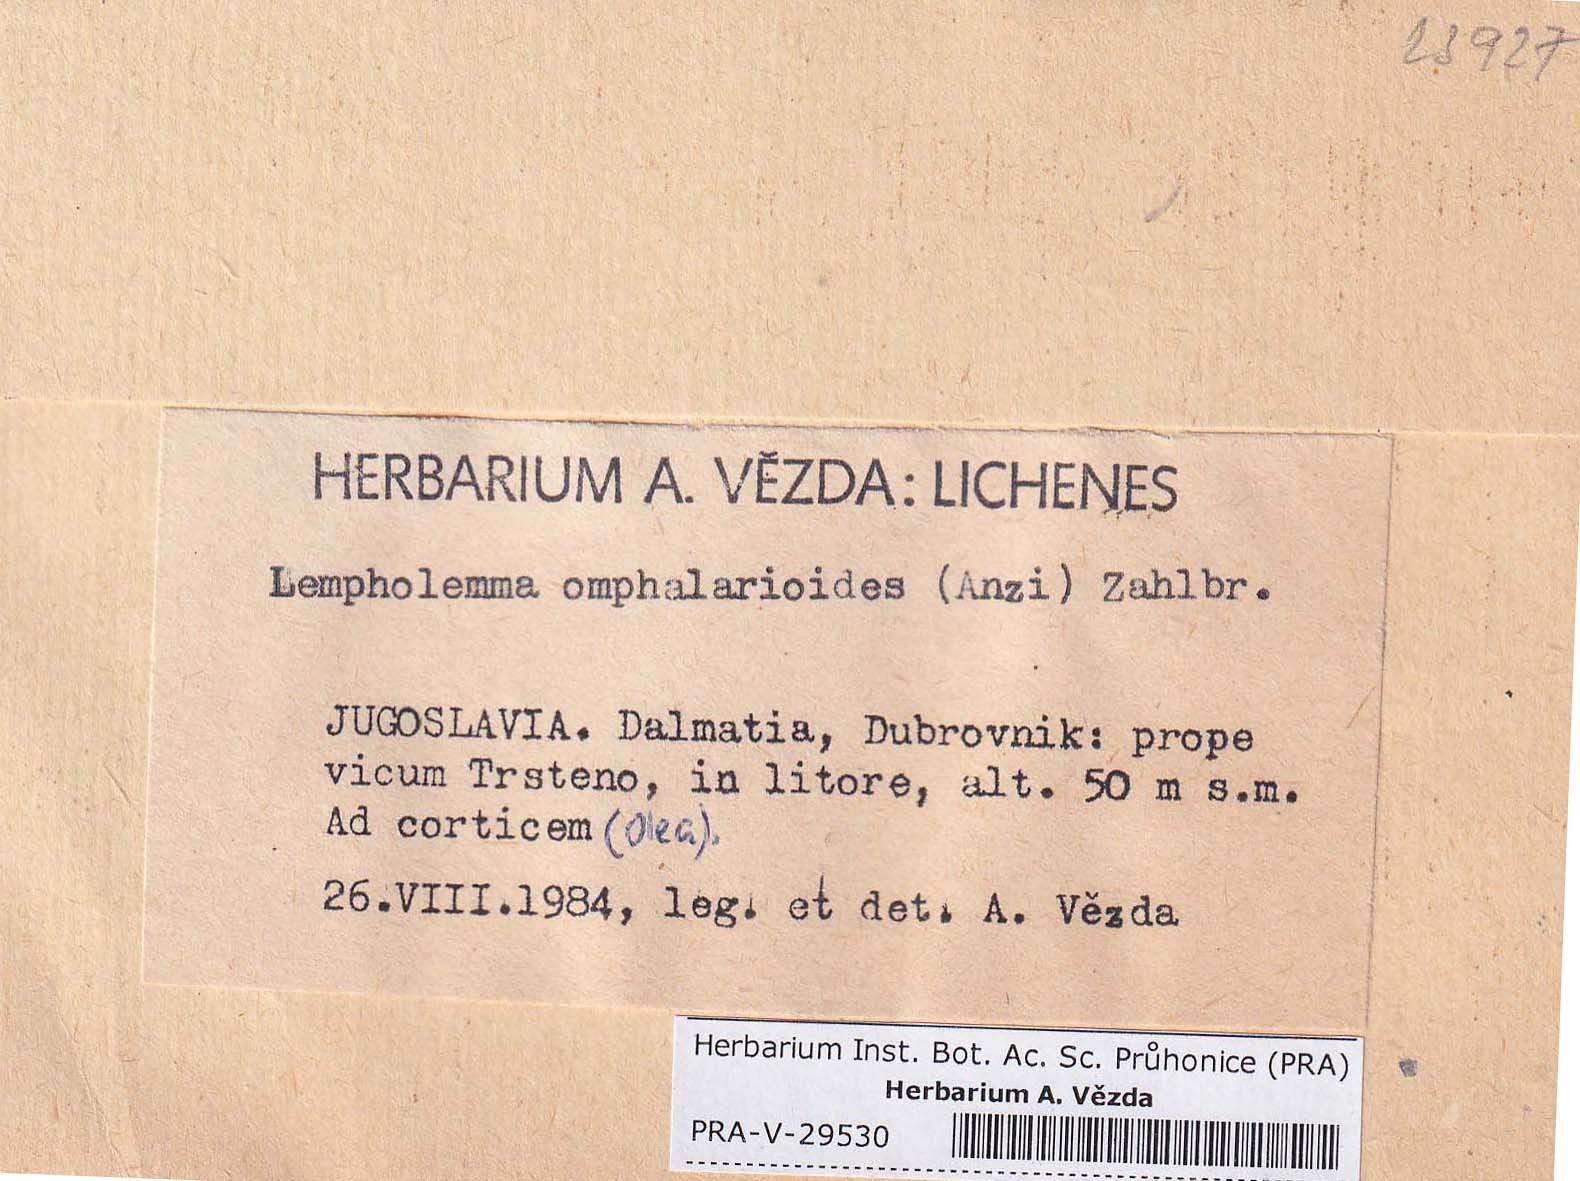 23927
HERBARIUM A. VĚZDA: LICHENES
Lempholemma omphalarioides (Anzi) Zahlbr.
JUGOSLAVIA. Dalmatia, Dubrovnik: prope
vicum Trsteno, in litore, alt. 50 m s.m.
Ad corticem (Olea).
26.VIII.1984, leg. et det. A. Vězda
Herbarium Inst. Bot. Ac. Sc. Průhonice (PRA)
Herbarium A. Vězda
PRA-V-29530